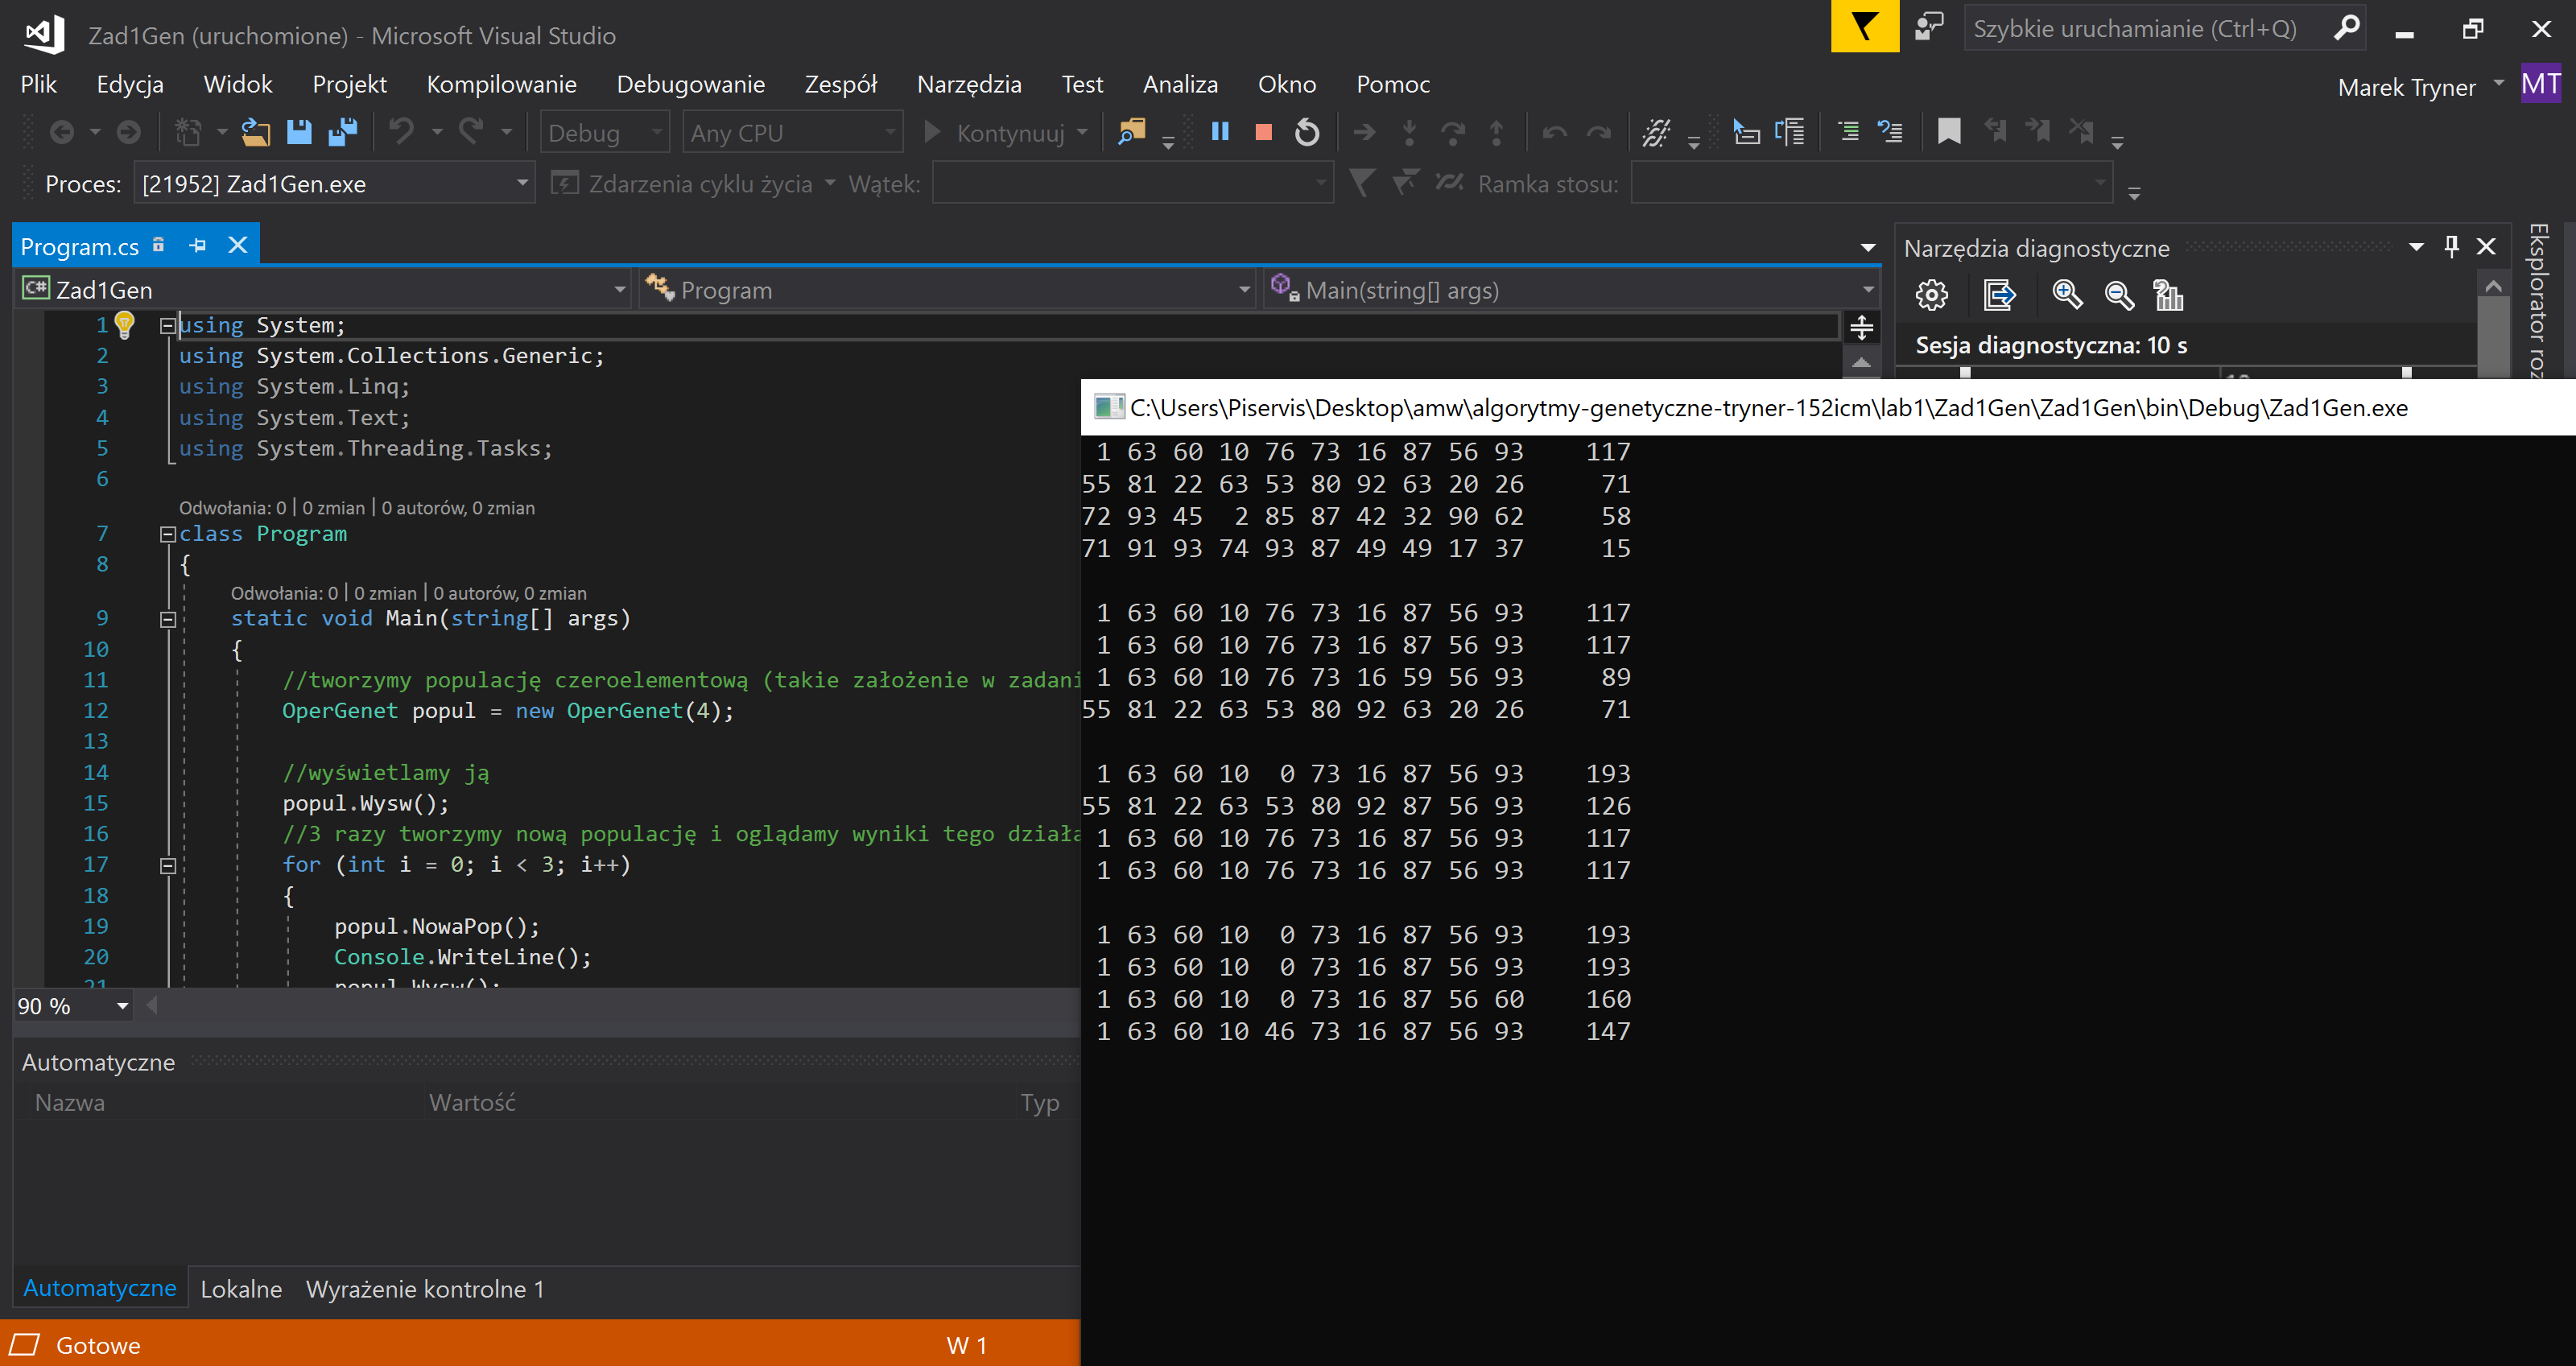 Zad1Gen (uruchomione) - Microsoft Visual Studio
Szybkie uruchamianie (Ctrl+Q)
Plik Edycja Widok Projekt Kompilowanie Debugowanie Zespół Narzędzia Test Analiza Okno Pomoc
Marek Tryner MT
Debug Any CPU Kontynuuj
Proces: [21952] Zad1Gen.exe Zdarzenia cyklu życia Wątek: Ramka stosu:
Program.cs
Zad1Gen Program Main(string[] args)
1 using System;
2 using System.Collections.Generic;
3 using System.Linq;
4 using System.Text;
5 using System.Threading.Tasks;
6
Odwołania: 0 | 0 zmian | 0 autorów, 0 zmian
7 class Program
8 {
Odwołania: 0 | 0 zmian | 0 autorów, 0 zmian
9 static void Main(string[] args)
10 {
11 //tworzymy populację czeroelementową (takie założenie w zadani
12 OperGenet popul = new OperGenet(4);
13
14 //wyświetlamy ją
15 popul.Wysw();
16 //3 razy tworzymy nową populację i oglądamy wyniki tego działa
17 for (int i = 0; i < 3; i++)
18 {
19 popul.NowaPop();
20 Console.WriteLine();
21 popul.Wysw();
90 %
Automatyczne
Nazwa Wartość Typ
Automatyczne Lokalne Wyrażenie kontrolne 1
Gotowe W 1
Narzędzia diagnostyczne
Sesja diagnostyczna: 10 s
Eksplorator roz
C:\Users\Piservis\Desktop\amw\algorytmy-genetyczne-tryner-152icm\lab1\Zad1Gen\Zad1Gen\bin\Debug\Zad1Gen.exe
1 63 60 10 76 73 16 87 56 93 117
55 81 22 63 53 80 92 63 20 26 71
72 93 45 2 85 87 42 32 90 62 58
71 91 93 74 93 87 49 49 17 37 15
1 63 60 10 76 73 16 87 56 93 117
1 63 60 10 76 73 16 87 56 93 117
1 63 60 10 76 73 16 59 56 93 89
55 81 22 63 53 80 92 63 20 26 71
1 63 60 10 0 73 16 87 56 93 193
55 81 22 63 53 80 92 87 56 93 126
1 63 60 10 76 73 16 87 56 93 117
1 63 60 10 76 73 16 87 56 93 117
1 63 60 10 0 73 16 87 56 93 193
1 63 60 10 0 73 16 87 56 93 193
1 63 60 10 0 73 16 87 56 60 160
1 63 60 10 46 73 16 87 56 93 147